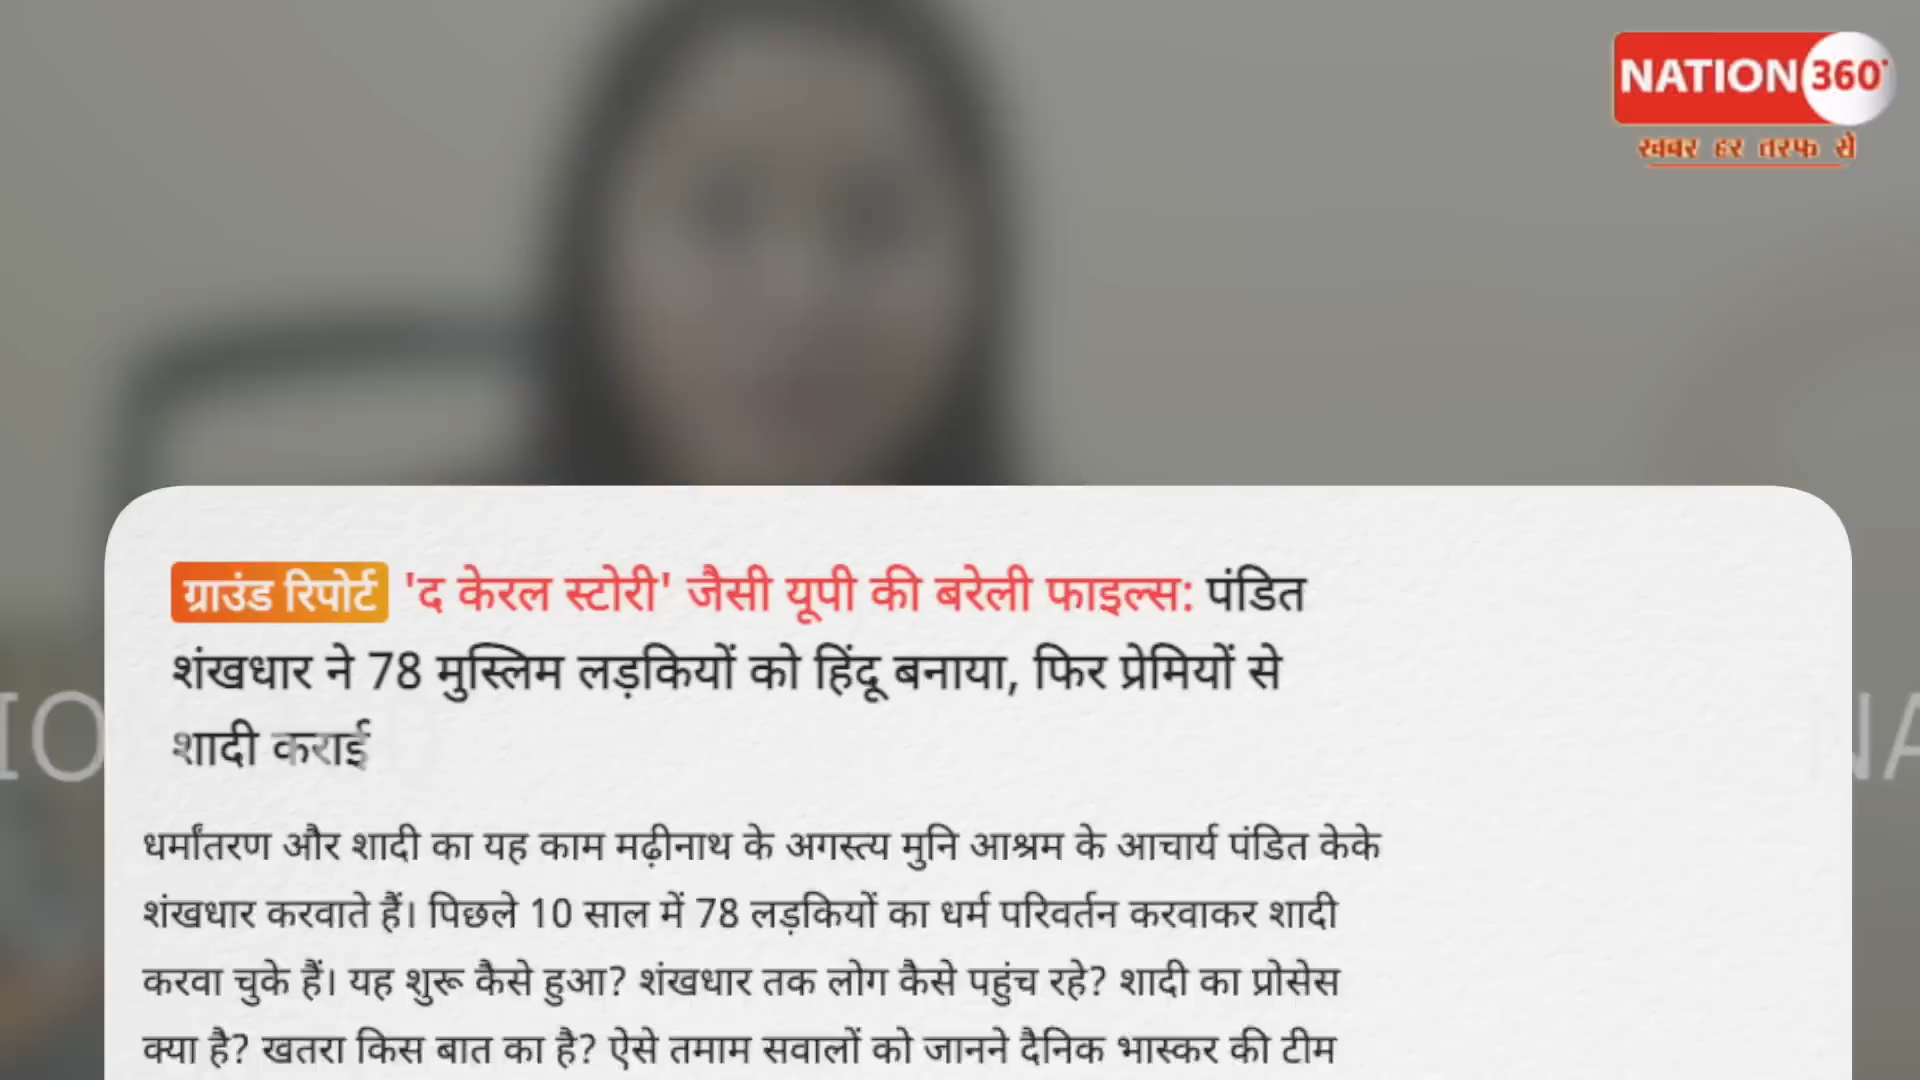 NATION 360°
खबर हर तरफ से
ग्राउंड रिपोर्ट 'द केरल स्टोरी' जैसी यूपी की बरेली फाइल्स: पंडित
शंखधार ने 78 मुस्लिम लड़कियों को हिंदू बनाया, फिर प्रेमियों से
शादी कराई
धर्मांतरण और शादी का यह काम मढ़ीनाथ के अगस्त्य मुनि आश्रम के आचार्य पंडित केके
शंखधार करवाते हैं। पिछले 10 साल में 78 लड़कियों का धर्म परिवर्तन करवाकर शादी
करवा चुके हैं। यह शुरू कैसे हुआ? शंखधार तक लोग कैसे पहुंच रहे? शादी का प्रोसेस
क्या है? खतरा किस बात का है? ऐसे तमाम सवालों को जानने दैनिक भास्कर की टीम